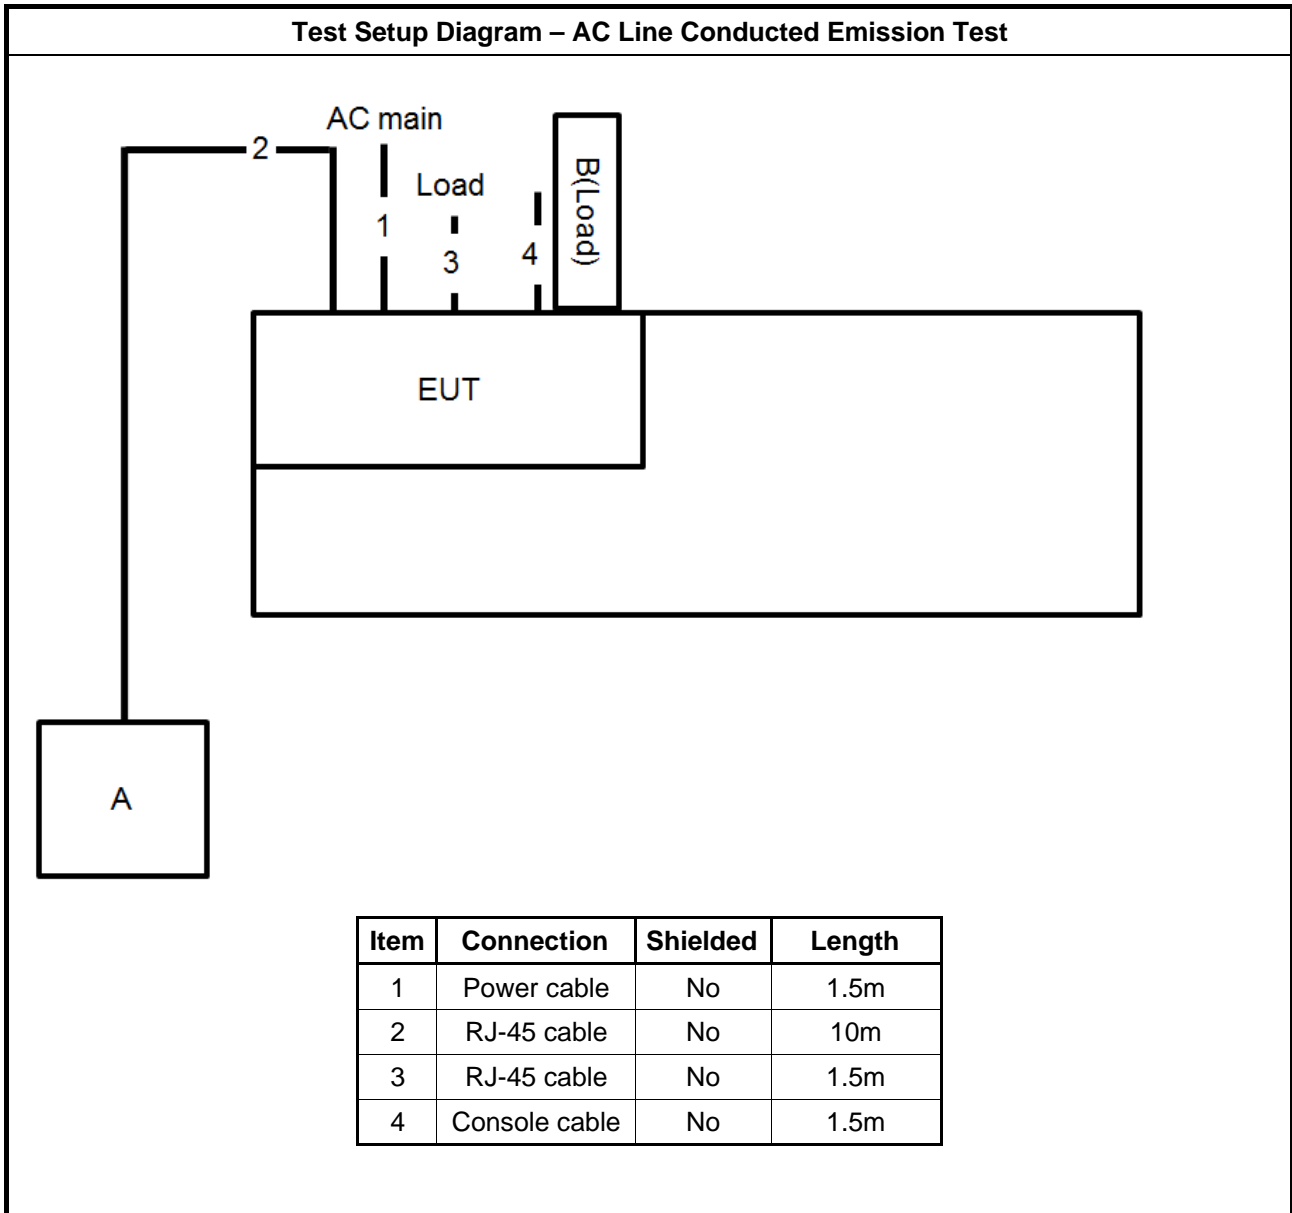 Test Setup Diagram – AC Line Conducted Emission Test
AC main
2
Load
B(Load)
1
3
4
EUT
A
Item Connection Shielded Length
1 Power cable No 1.5m
2 RJ-45 cable No 10m
3 RJ-45 cable No 1.5m
4 Console cable No 1.5m